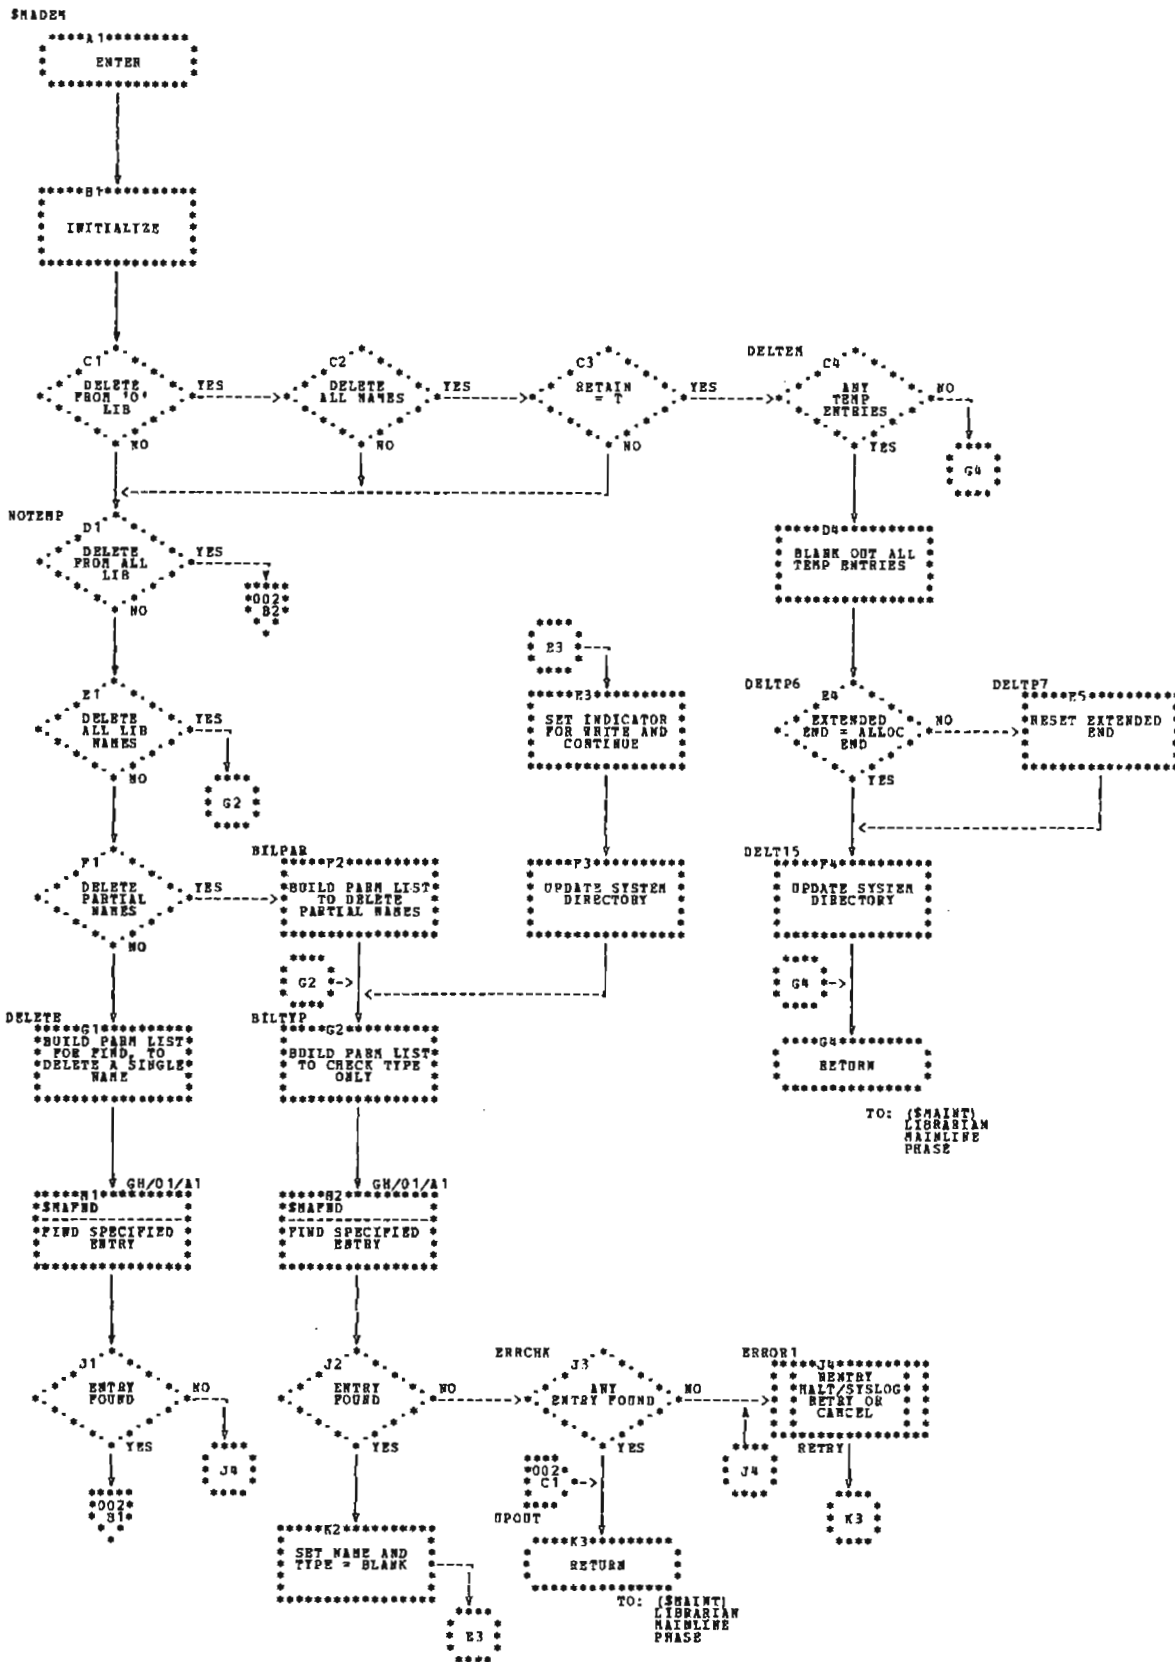 $MADEM
A1
ENTER
B1
INITIALIZE
C1
DELETE
FROM 'O'
LIB
YES
NO
C2
DELETE
ALL NAMES
YES
NO
C3
RETAIN
= T
YES
NO
DELTEM
C4
ANY
TEMP
ENTRIES
NO
YES
G4
NOTEMP
D1
DELETE
FROM ALL
LIB
YES
NO
002
B2
D4
BLANK OUT ALL
TEMP ENTRIES
E3
E1
DELETE
ALL LIB
NAMES
YES
NO
G2
E3
SET INDICATOR
FOR WRITE AND
CONTINUE
DELTP6
E4
EXTENDED
END = ALLOC
END
NO
YES
DELTP7
E5
RESET EXTENDED
END
F1
DELETE
PARTIAL
NAMES
YES
NO
BILPAR
F2
BUILD PARM LIST
TO DELETE
PARTIAL NAMES
F3
UPDATE SYSTEM
DIRECTORY
DELT15
F4
UPDATE SYSTEM
DIRECTORY
G2
G4
DELETE
G1
BUILD PARM LIST
FOR FIND, TO
DELETE A SINGLE
NAME
BILTYP
G2
BUILD PARM LIST
TO CHECK TYPE
ONLY
G4
RETURN
TO: ($MAINT)
LIBRARIAN
MAINLINE
PHASE
H1
GH/01/A1
$MAFND
FIND SPECIFIED
ENTRY
H2
GH/01/A1
$MAFND
FIND SPECIFIED
ENTRY
J1
ENTRY
FOUND
NO
YES
J4
002
B1
J2
ENTRY
FOUND
NO
YES
ERRCHK
J3
ANY
ENTRY FOUND
NO
YES
ERROR1
J4
NENTRY
HALT/SYSLOG
RETRY OR
CANCEL
RETRY
J4
K3
002
C1
K2
SET NAME AND
TYPE = BLANK
E3
UPOUT
K3
RETURN
TO: ($MAINT)
LIBRARIAN
MAINLINE
PHASE